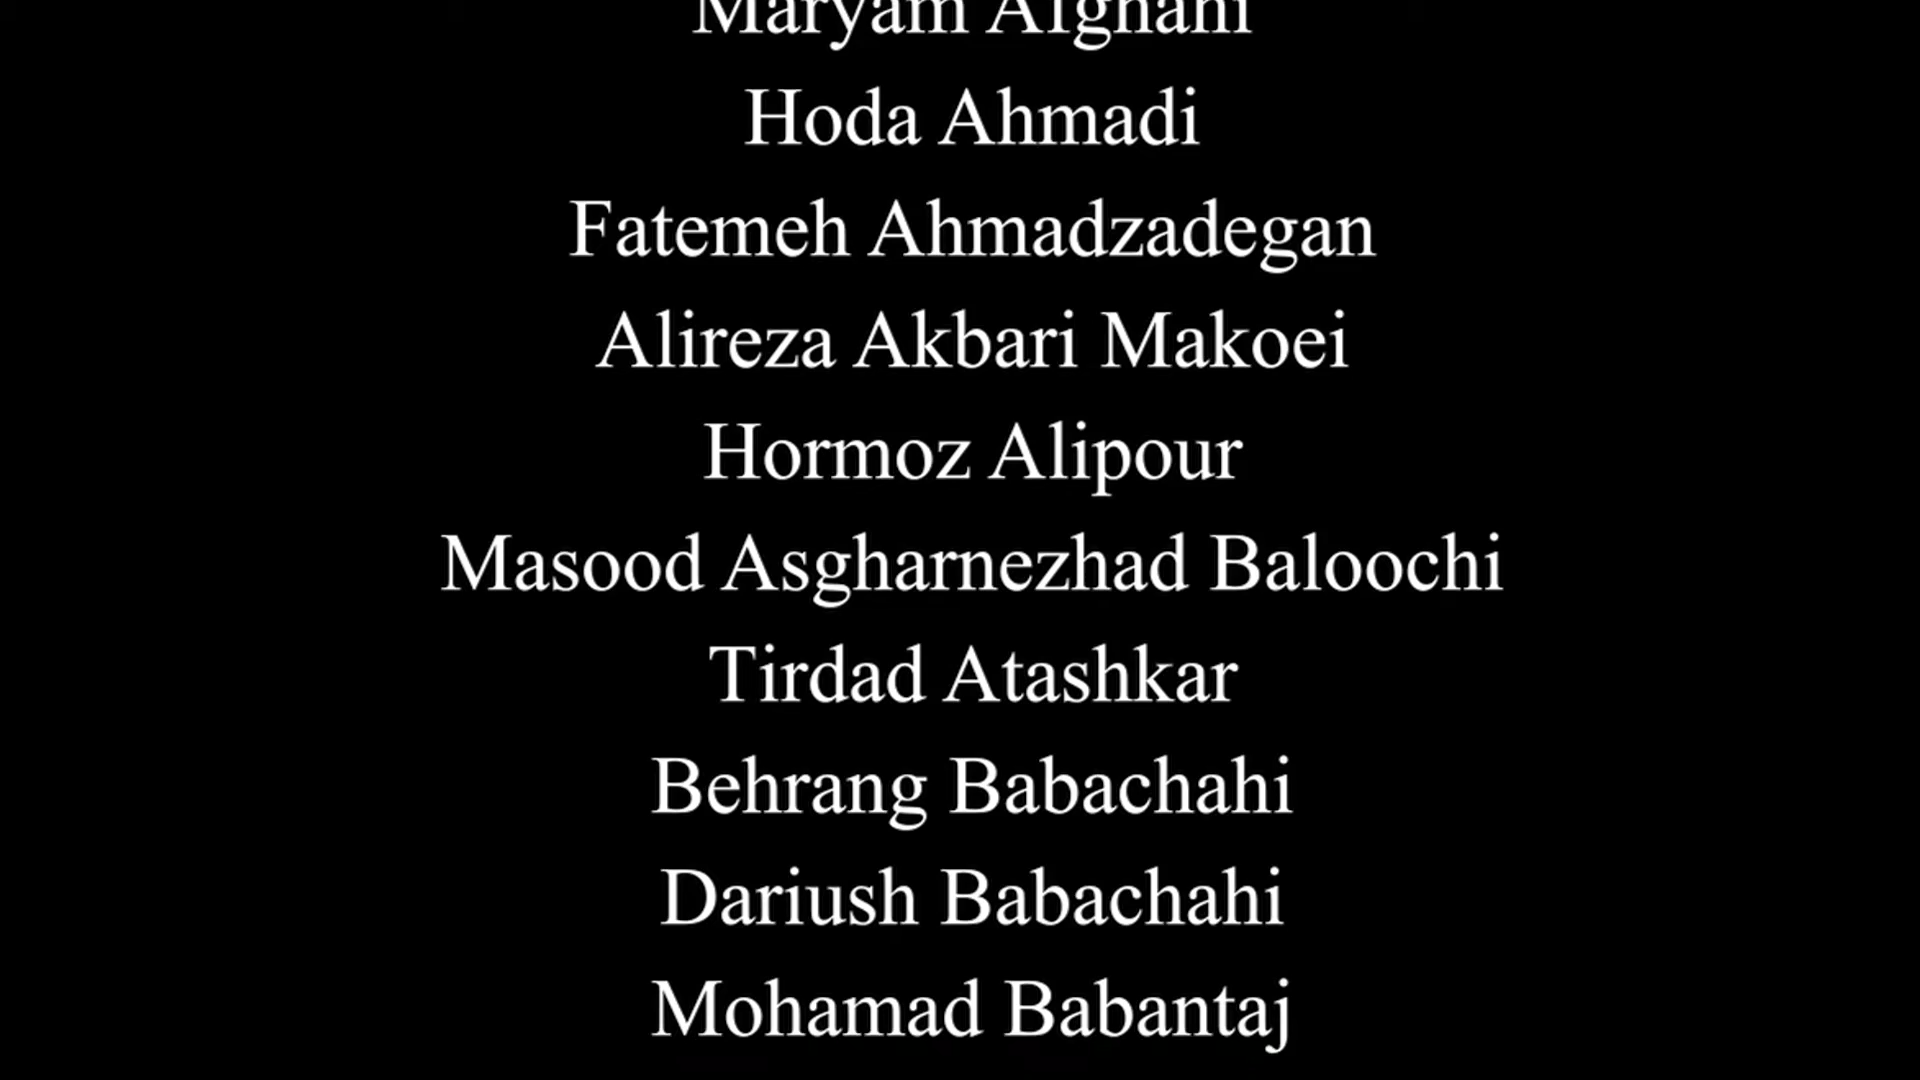 Maryam Afghani
Hoda Ahmadi
Fatemeh Ahmadzadegan
Alireza Akbari Makoei
Hormoz Alipour
Masood Asgharnezhad Baloochi
Tirdad Atashkar
Behrang Babachahi
Dariush Babachahi
Mohamad Babantaj